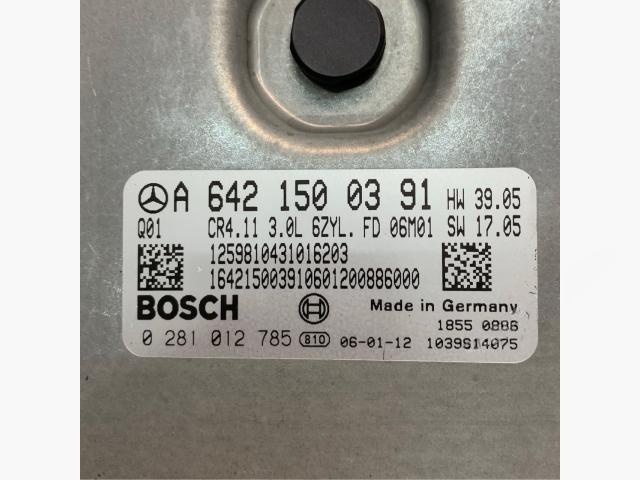 A 642 150 03 91 HW 39.05
Q01 CR4.11 3.0L 6ZYL. FD 06M01 SW 17.05
1259810431016203
164215003910601200886000
BOSCH Made in Germany
1855 0886
0 281 012 785 810 06-01-12 1039S14075